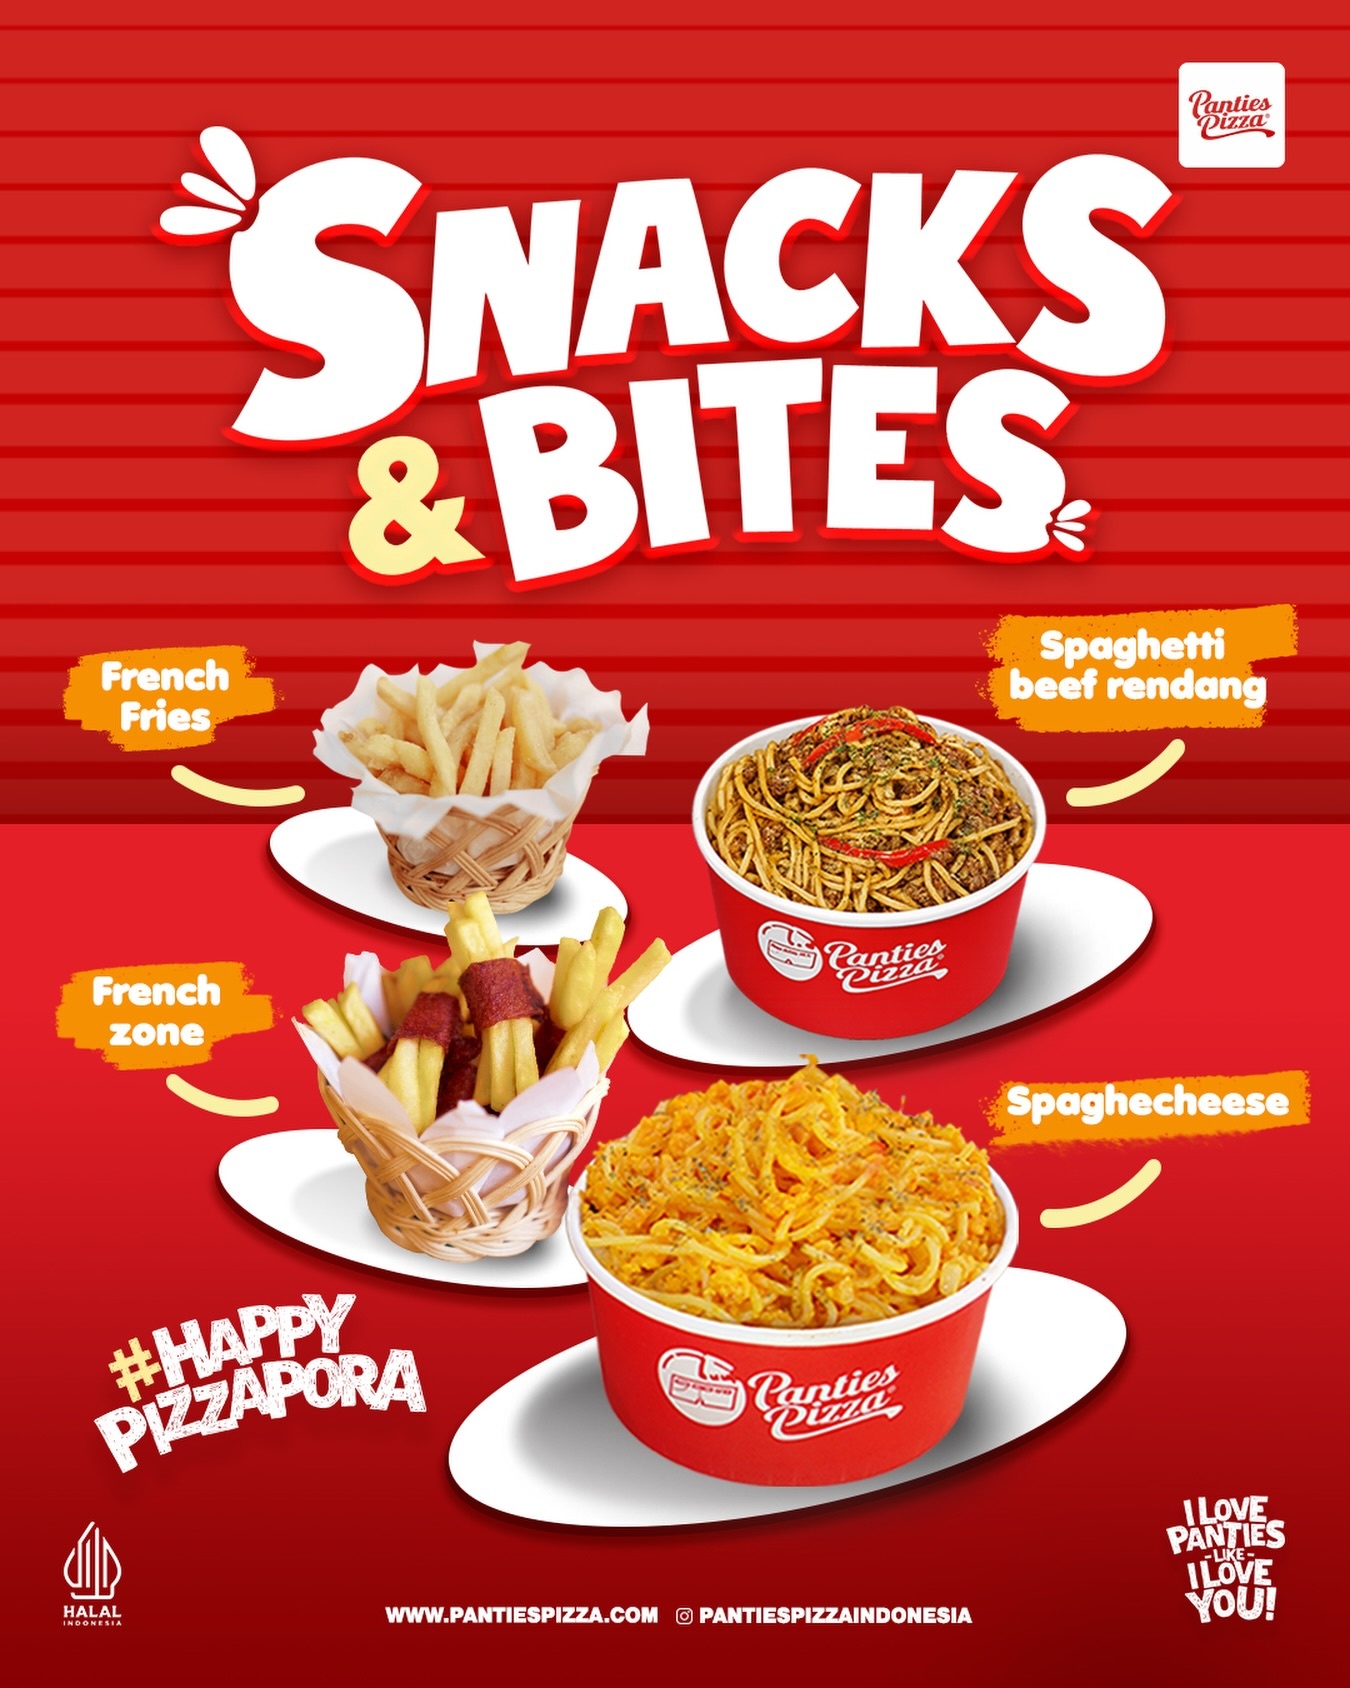 Panties
Pizza
SNACKS
& BITES
French
Fries
Spaghetti
beef rendang
Panties
Pizza
French
zone
Spaghecheese
Panties
Pizza
#HAPPY
PIZZAPORA
I LOVE
PANTIES
-LIKE-
I LOVE
YOU!
HALAL
INDONESIA
WWW.PANTIESPIZZA.COM PANTIESPIZZAINDONESIA